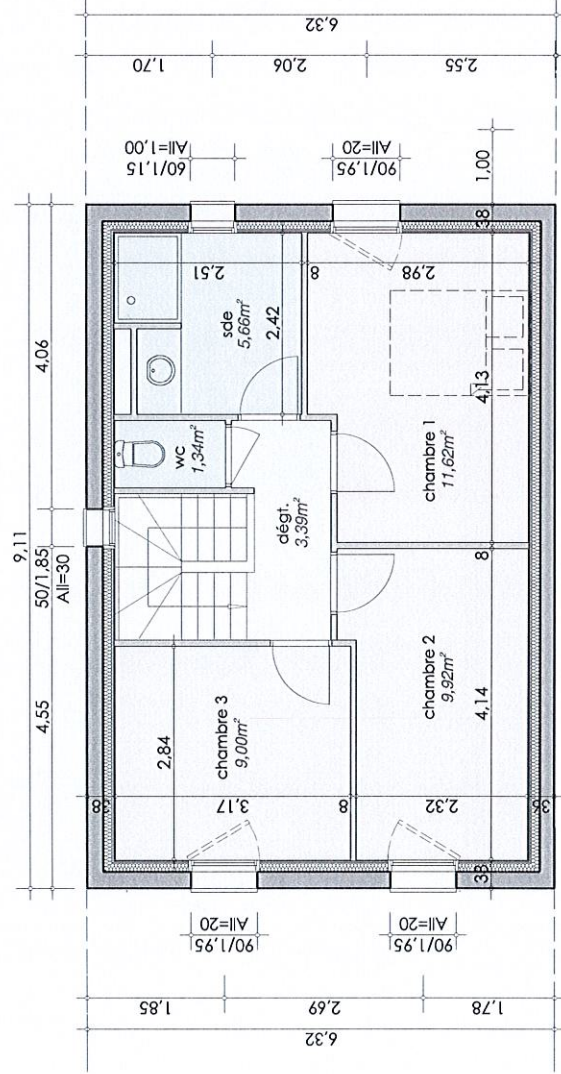 6,32
1,70
2,06
2,55
60/1,15
All=1,00
90/1,95
All=20
1,00
9,11
4,06
50/1,85
All=30
4,55
38
2,51
8
2,98
sde
5,66m²
2,42
wc
1,34m²
dégt.
3,39m²
chambre 1
11,62m²
4,13
8
chambre 2
9,92m²
4,14
chambre 3
9,00m²
2,84
38
3,17
8
2,32
35
38
90/1,95
All=20
90/1,95
All=20
1,85
2,69
1,78
6,32